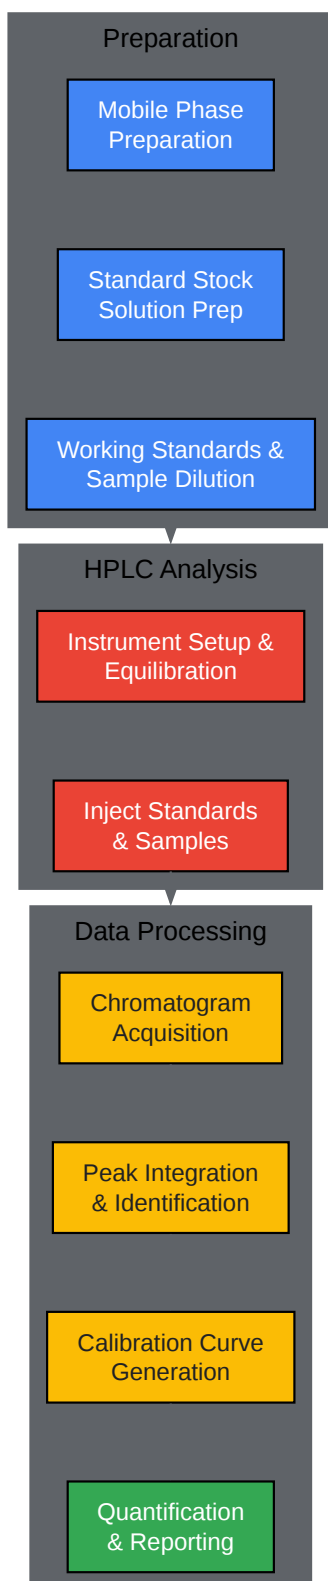 Preparation
Mobile Phase
Preparation
Standard Stock
Solution Prep
Working Standards &
Sample Dilution
HPLC Analysis
Instrument Setup &
Equilibration
Inject Standards
& Samples
Data Processing
Chromatogram
Acquisition
Peak Integration
& Identification
Calibration Curve
Generation
Quantification
& Reporting